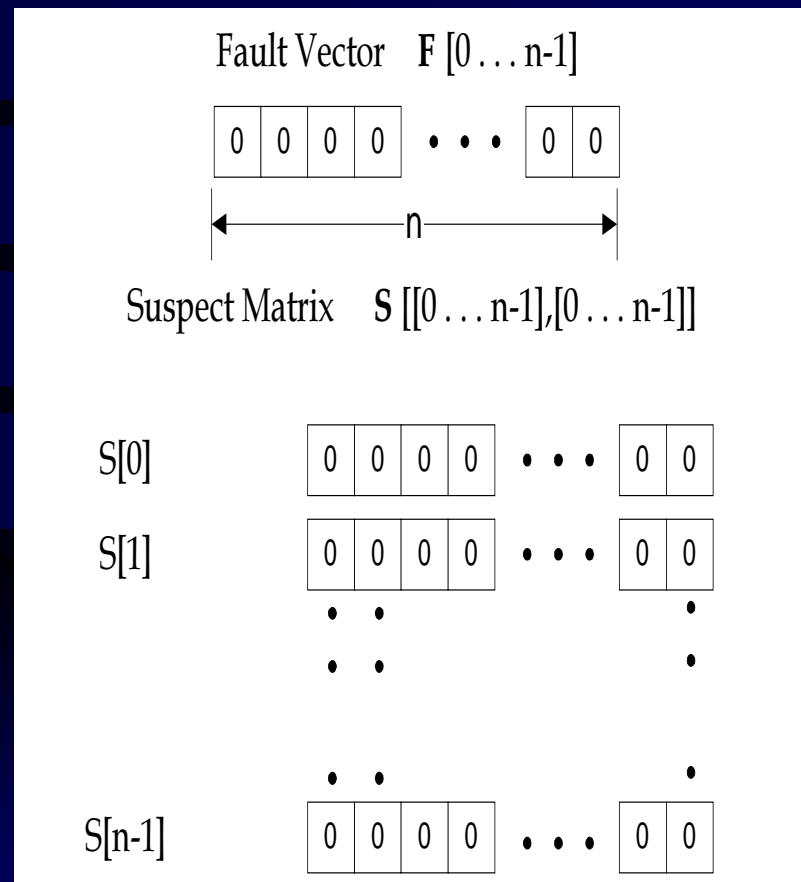 Fault Vector F [0 . . . n-1]
0 0 0 0 • • • 0 0
n
Suspect Matrix S [[0 . . . n-1],[0 . . . n-1]]
S[0] 0 0 0 0 • • • 0 0
S[1] 0 0 0 0 • • • 0 0
S[n-1] 0 0 0 0 • • • 0 0